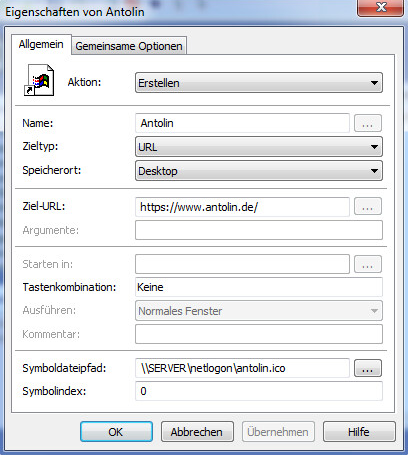 Eigenschaften von Antolin
Allgemein Gemeinsame Optionen
Aktion: Erstellen
Name: Antolin ...
Zieltyp: URL
Speicherort: Desktop
Ziel-URL: https://www.antolin.de/ ...
Argumente:
Starten in: ...
Tastenkombination: Keine
Ausführen: Normales Fenster
Kommentar:
Symboldateipfad: \\SERVER\netlogon\antolin.ico ...
Symbolindex: 0
OK Abbrechen Übernehmen Hilfe